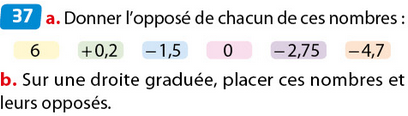 37 a. Donner l'opposé de chacun de ces nombres :
6 +0,2 −1,5 0 −2,75 −4,7
b. Sur une droite graduée, placer ces nombres et
leurs opposés.